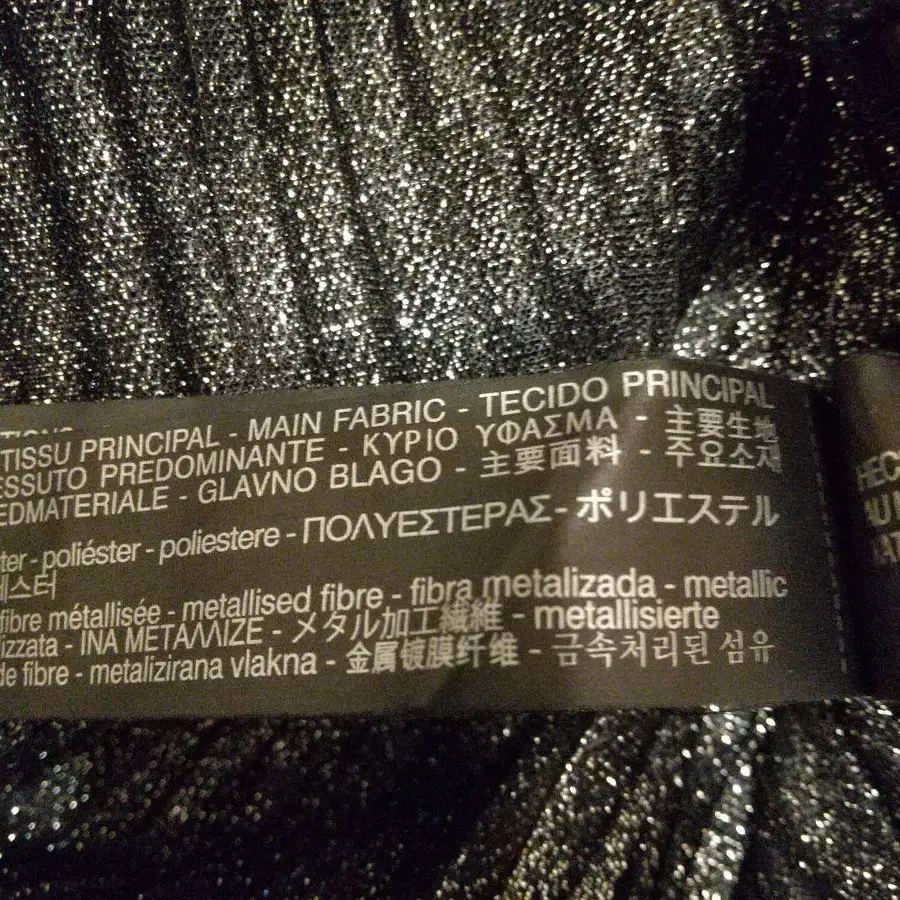 TISSU PRINCIPAL - MAIN FABRIC - TECIDO PRINCIPAL
ESSUTO PREDOMINANTE - ΚΥΡΙΟ ΥΦΑΣΜΑ - 主要生地
EDMATERIALE - GLAVNO BLAGO - 主要面料 - 주요소재
ter - poliéster - poliestere - ΠΟΛΥΕΣΤΕΡΑΣ - ポリエステル
에스터
fibre métallisée - metallised fibre - fibra metalizada - metallic
izzata - ΙΝΑ ΜΕΤΑΛΛΙΖΕ - メタル加工繊維 - metallisierte
de fibre - metalizirana vlakna - 金属镀膜纤维 - 금속처리된 섬유
HEC
AU